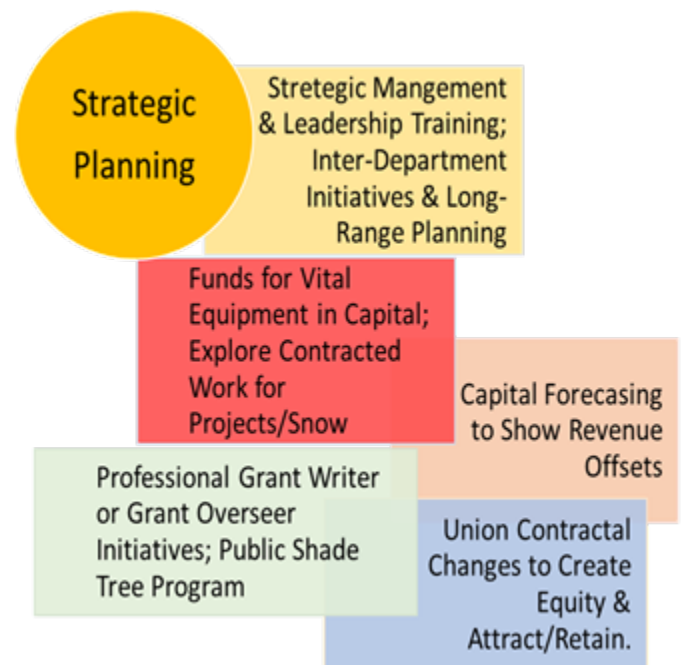 Strategic
Planning
Stretegic Mangement
& Leadership Training;
Inter-Department
Initiatives & Long-
Range Planning
Funds for Vital
Equipment in Capital;
Explore Contracted
Work for
Projects/Snow
Capital Forecasing
to Show Revenue
Offsets
Professional Grant Writer
or Grant Overseer
Initiatives; Public Shade
Tree Program
Union Contractal
Changes to Create
Equity &
Attract/Retain.